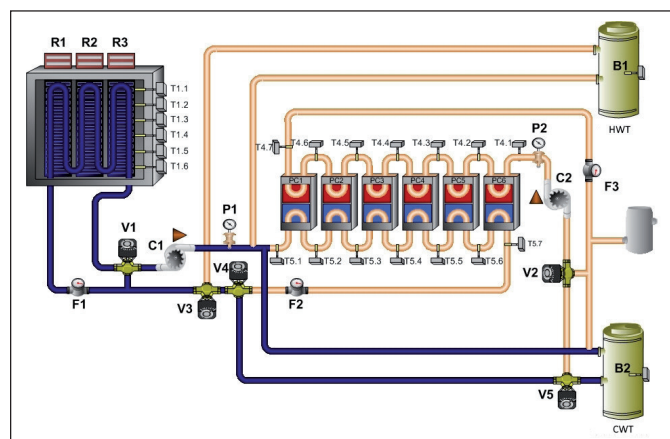 R1 R2 R3
T1.1
T1.2
T1.3
T1.4
T1.5
T1.6
B1
HWT
P2
T4.7 T4.6 T4.5 T4.4 T4.3 T4.2 T4.1
C2
F3
PC1 PC2 PC3 PC4 PC5 PC6
P1
V1
C1
T5.1 T5.2 T5.3 T5.4 T5.5 T5.6
T5.7
V4
V2
F1
V3
F2
B2
V5
CWT